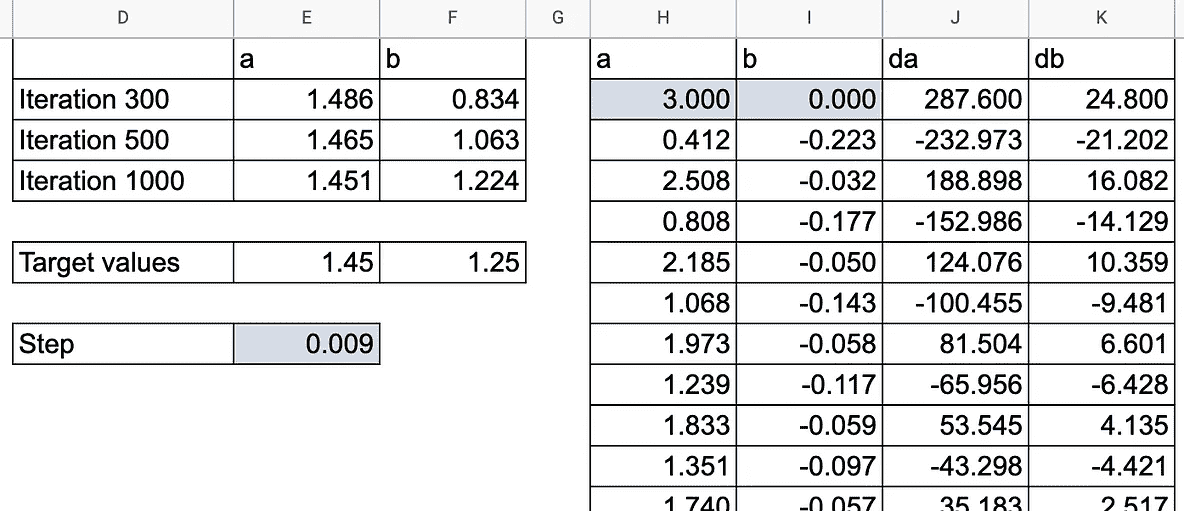 D E F G H I J K
a b a b da db
Iteration 300 1.486 0.834 3.000 0.000 287.600 24.800
Iteration 500 1.465 1.063 0.412 -0.223 -232.973 -21.202
Iteration 1000 1.451 1.224 2.508 -0.032 188.898 16.082
0.808 -0.177 -152.986 -14.129
Target values 1.45 1.25 2.185 -0.050 124.076 10.359
1.068 -0.143 -100.455 -9.481
Step 0.009 1.973 -0.058 81.504 6.601
1.239 -0.117 -65.956 -6.428
1.833 -0.059 53.545 4.135
1.351 -0.097 -43.298 -4.421
1.740 -0.057 35.183 2.517